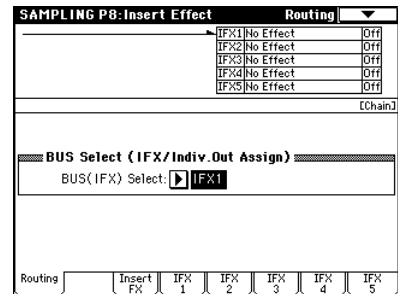 SAMPLING P8:Insert Effect Routing
IFX1 No Effect Off
IFX2 No Effect Off
IFX3 No Effect Off
IFX4 No Effect Off
IFX5 No Effect Off
[Chain]
BUS Select (IFX/Indiv.Out Assign)
BUS(IFX) Select: IFX1
Routing Insert FX IFX 1 IFX 2 IFX 3 IFX 4 IFX 5